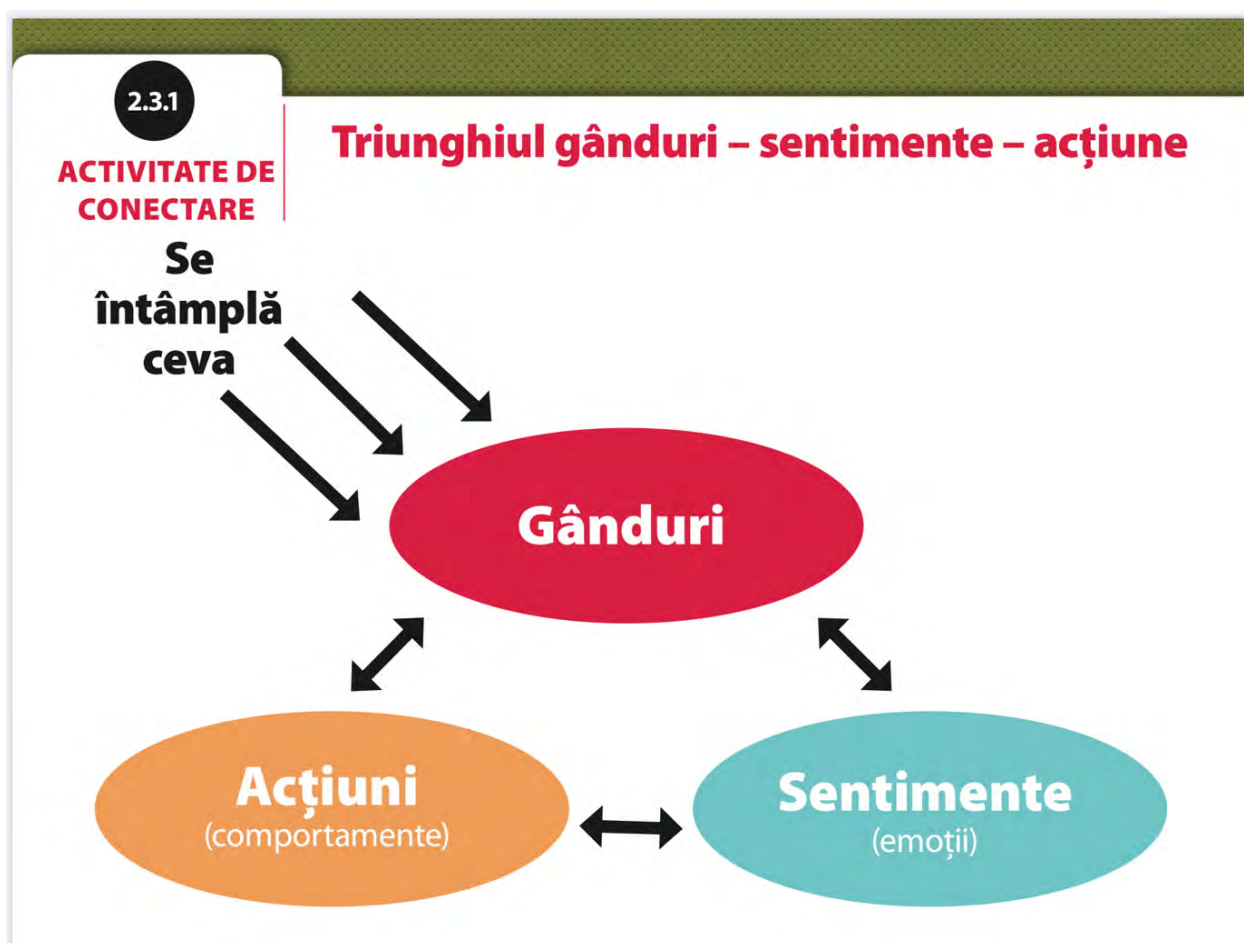 2.3.1
ACTIVITATE DE
CONECTARE
Triunghiul gânduri – sentimente – acțiune
Se
întâmplă
ceva
Gânduri
Acțiuni
(comportamente)
Sentimente
(emoții)